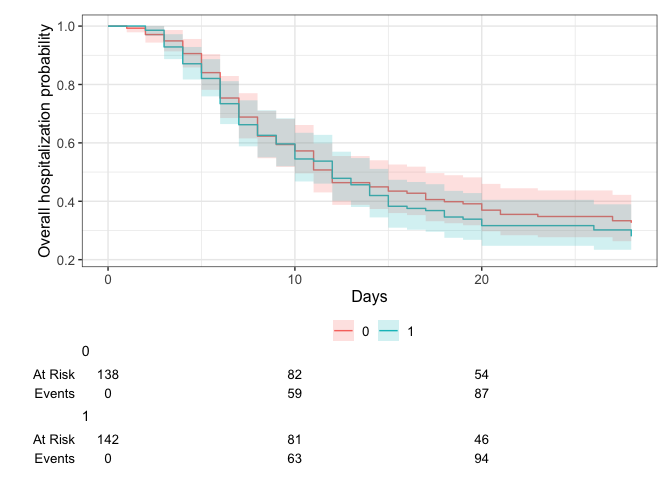 Overall hospitalization probability
1.0
0.8
0.6
0.4
0.2
0 10 20
Days
0 1
0
At Risk 138 82 54
Events 0 59 87
1
At Risk 142 81 46
Events 0 63 94